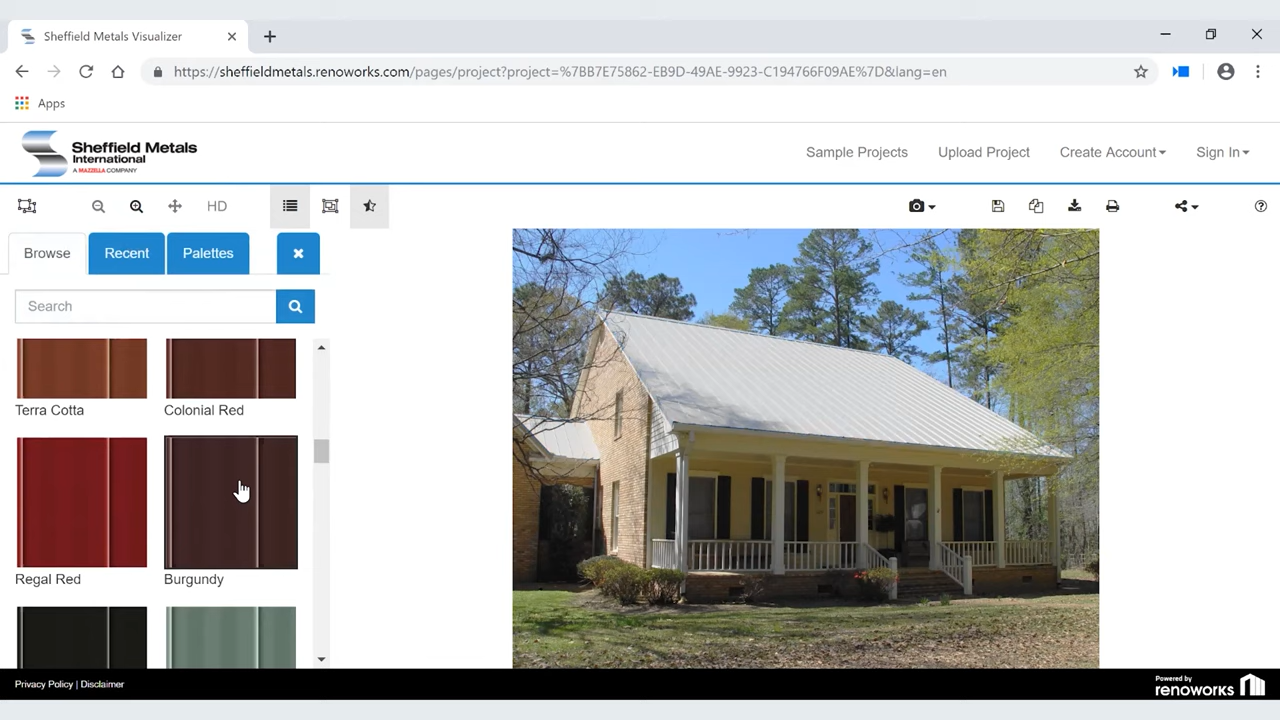 Sheffield Metals Visualizer
https://sheffieldmetals.renoworks.com/pages/project?project=%7BB7E75862-EB9D-49AE-9923-C194766F09AE%7D&lang=en
Apps
Sheffield Metals
International
A MAZZELLA COMPANY
Sample Projects
Upload Project
Create Account
Sign In
HD
Browse
Recent
Palettes
Search
Terra Cotta
Colonial Red
Regal Red
Burgundy
Privacy Policy | Disclaimer
Powered by
renoworks